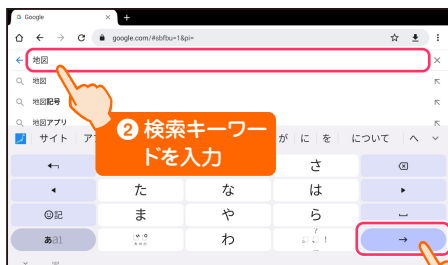 Google
google.com/#sbfbu=1&pi=
地図
地図
地図記号
地図アプリ
サイト
が に を について
❷検索キーワー
ドを入力
さ
た な は
☺記 ま や ら
あa1 わ